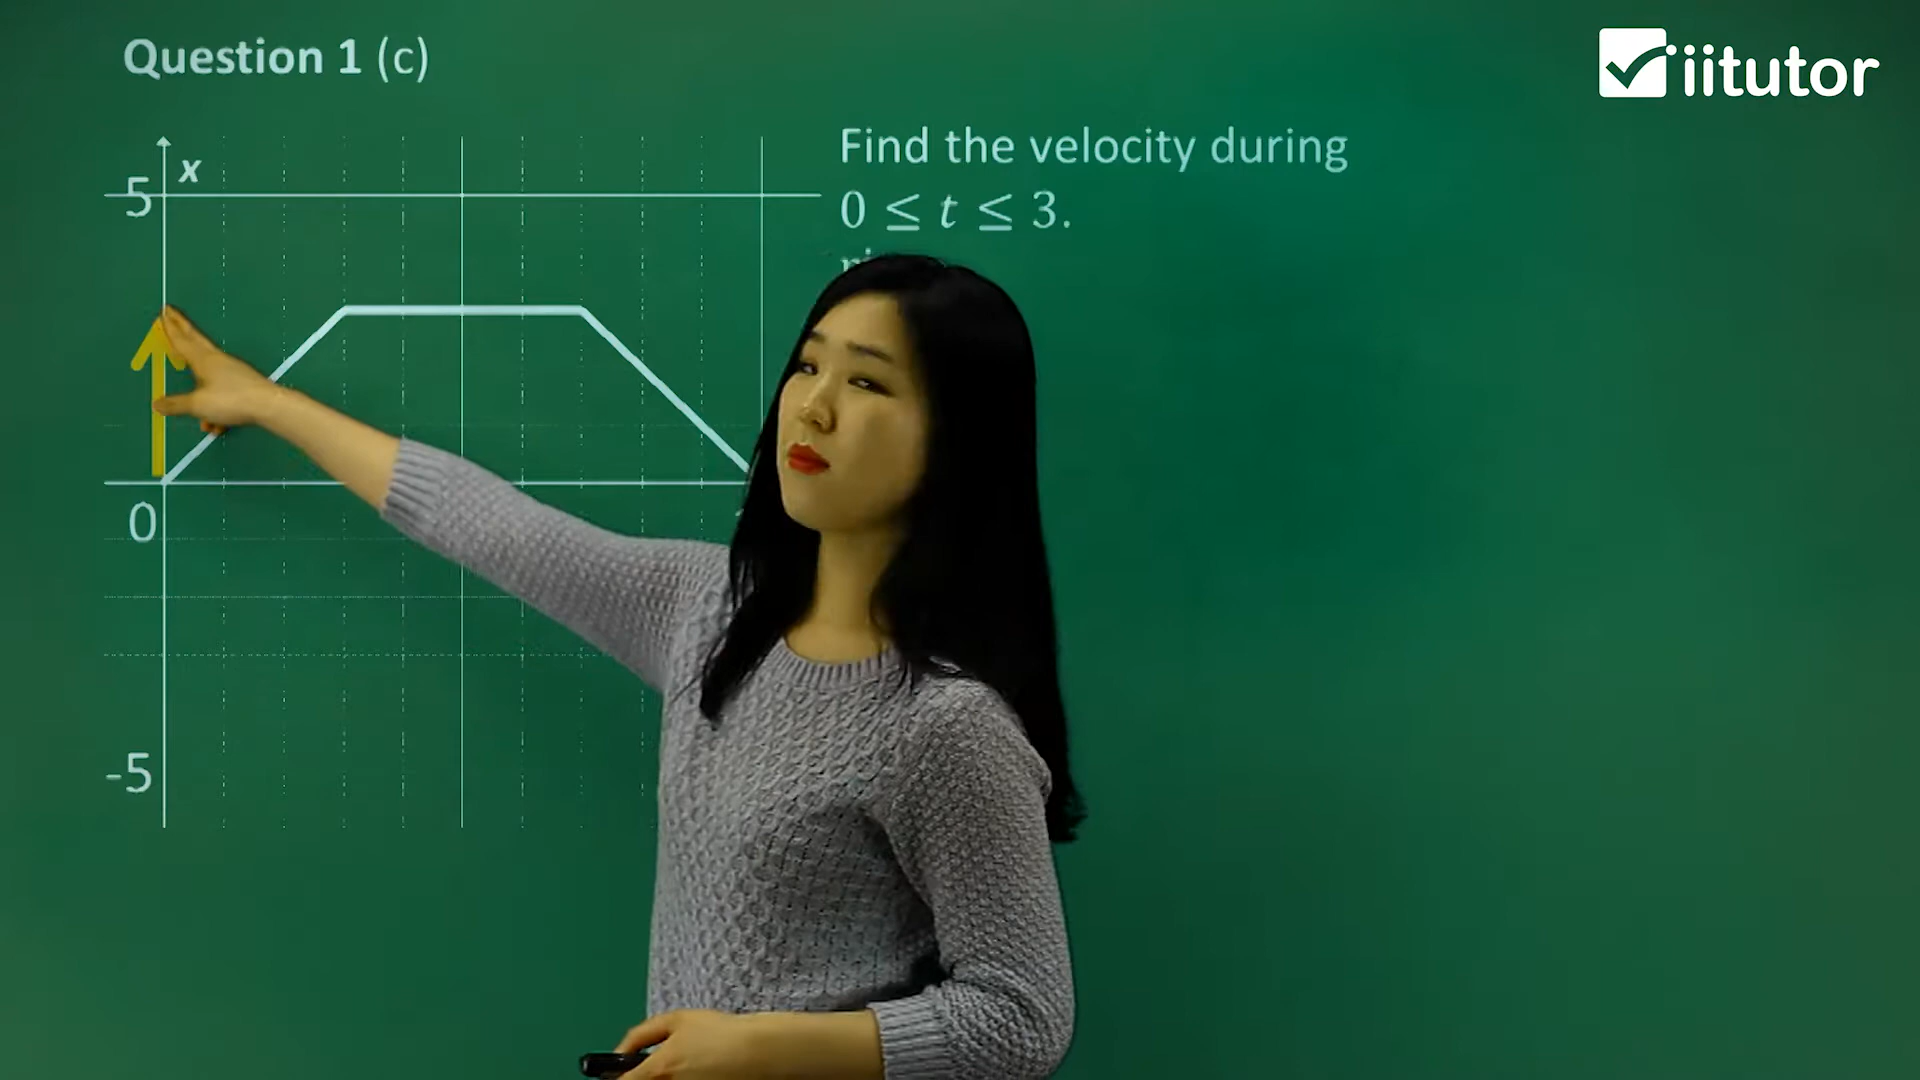 Question 1 (c)
iitutor
x
5
Find the velocity during
0 ≤ t ≤ 3.
0
-5